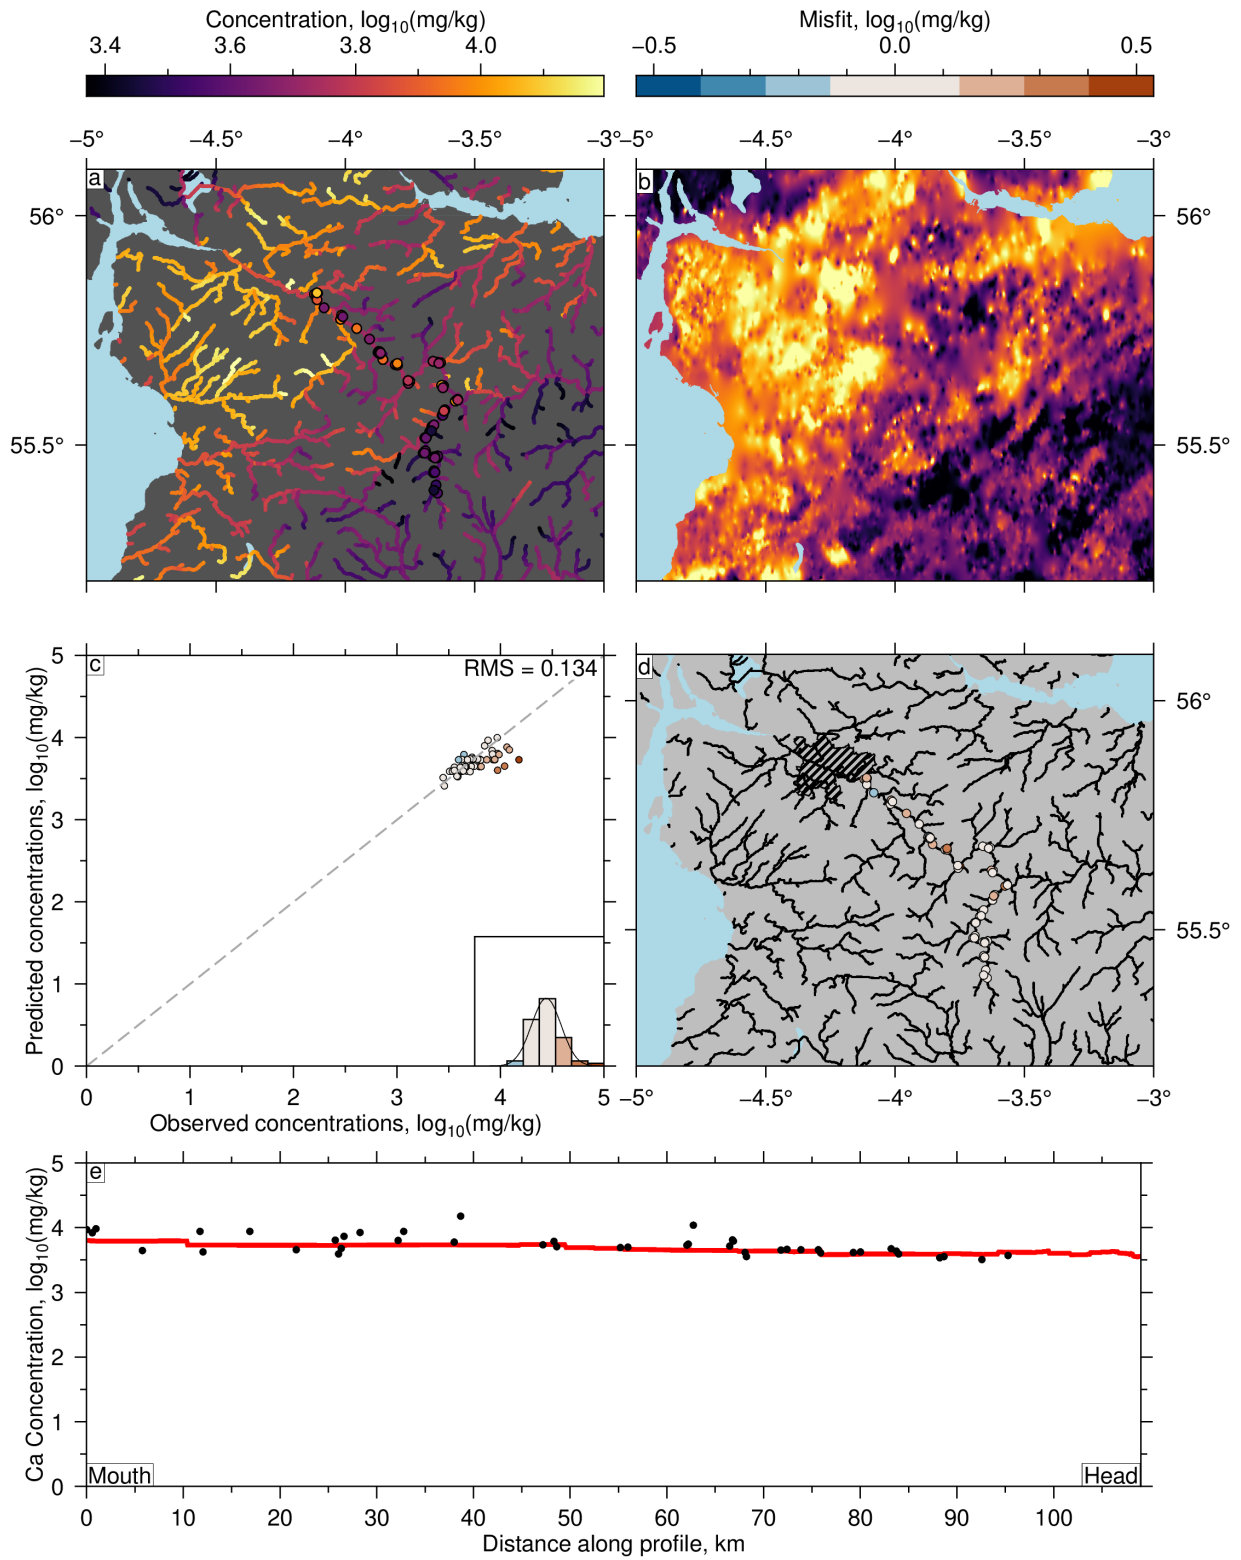 Concentration, log10(mg/kg)
3.4 3.6 3.8 4.0
Misfit, log10(mg/kg)
−0.5 0.0 0.5
−5° −4.5° −4° −3.5° −3°
−5° −4.5° −4° −3.5° −3°
a
56°
55.5°
b
56°
55.5°
c
RMS = 0.134
Predicted concentrations, log10(mg/kg)
5
4
3
2
1
0
0 1 2 3 4 5
Observed concentrations, log10(mg/kg)
d
56°
55.5°
−5° −4.5° −4° −3.5° −3°
e
Ca Concentration, log10(mg/kg)
5
4
3
2
1
0
Mouth
Head
0 10 20 30 40 50 60 70 80 90 100
Distance along profile, km